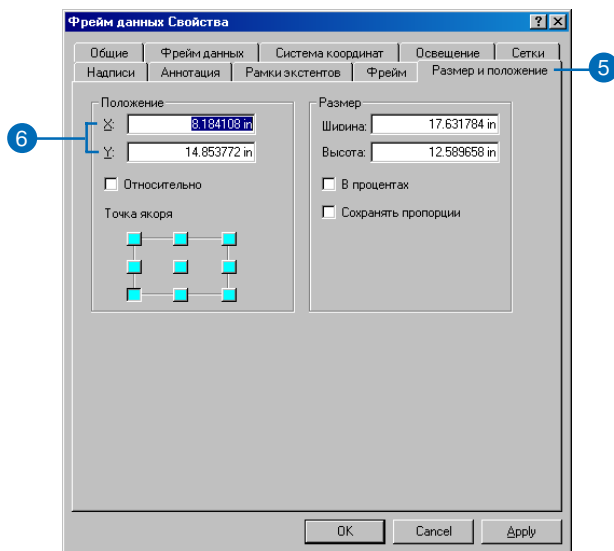 Фрейм данных Свойства
Общие Фрейм данных Система координат Освещение Сетки
Надписи Аннотация Рамки экстентов Фрейм Размер и положение 5
Положение
6
X: 8.184108 in
Y: 14.853772 in
Относительно
Точка якоря
Размер
Ширина: 17.631784 in
Высота: 12.589658 in
В процентах
Сохранять пропорции
OK Cancel Apply